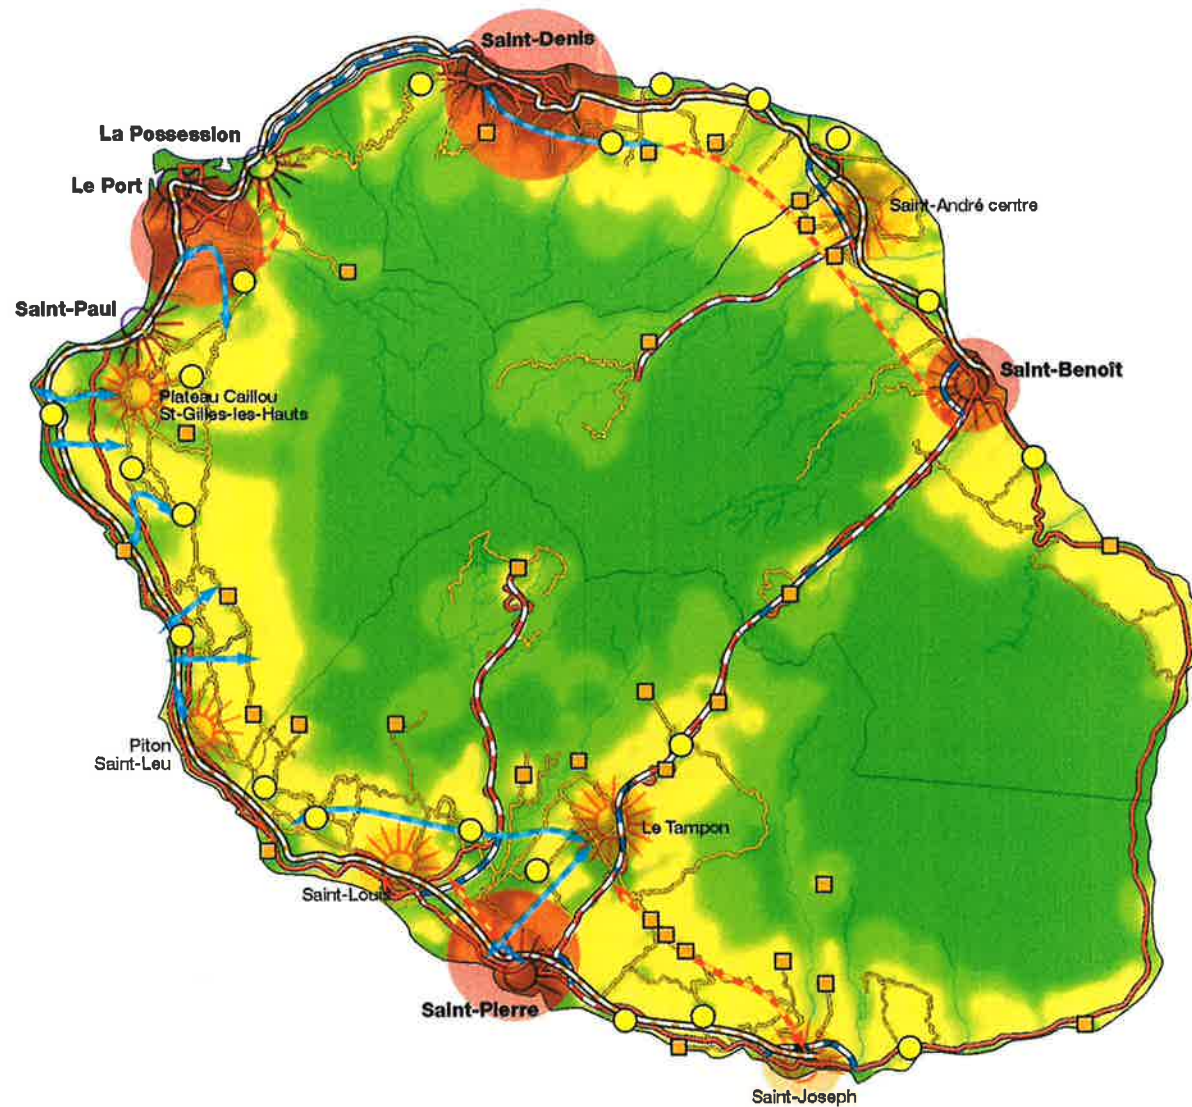 Saint-Denis
La Possession
Le Port
Saint-André centre
Saint-Paul
Saint-Benoît
Plateau Caillou
St-Gilles-les-Hauts
Piton
Saint-Leu
Le Tampon
Saint-Louis
Saint-Pierre
Saint-Joseph